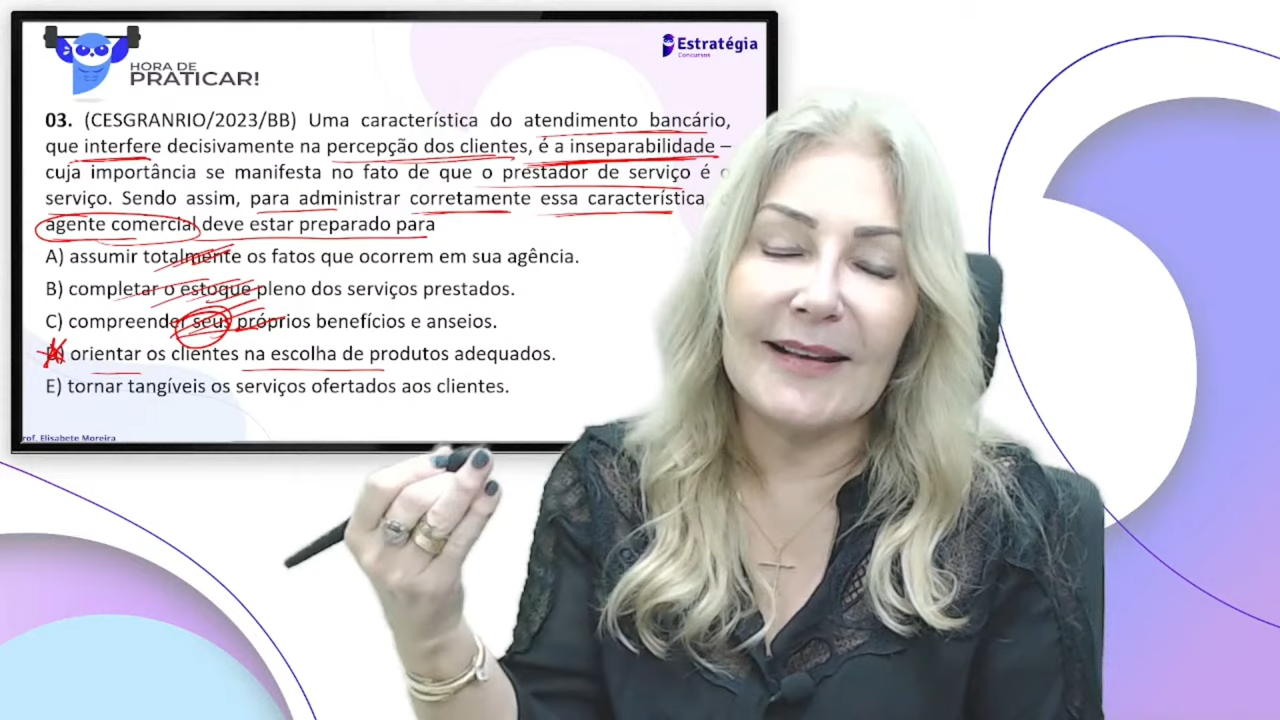 HORA DE
PRATICAR!
Estratégia
Concursos
03. (CESGRANRIO/2023/BB) Uma característica do atendimento bancário,
que interfere decisivamente na percepção dos clientes, é a inseparabilidade –
cuja importância se manifesta no fato de que o prestador de serviço é
serviço. Sendo assim, para administrar corretamente essa característica,
agente comercial deve estar preparado para
A) assumir totalmente os fatos que ocorrem em sua agência.
B) completar o estoque pleno dos serviços prestados.
C) compreender seus próprios benefícios e anseios.
orientar os clientes na escolha de produtos adequados.
E) tornar tangíveis os serviços ofertados aos clientes.
Prof. Elisabete Moreira